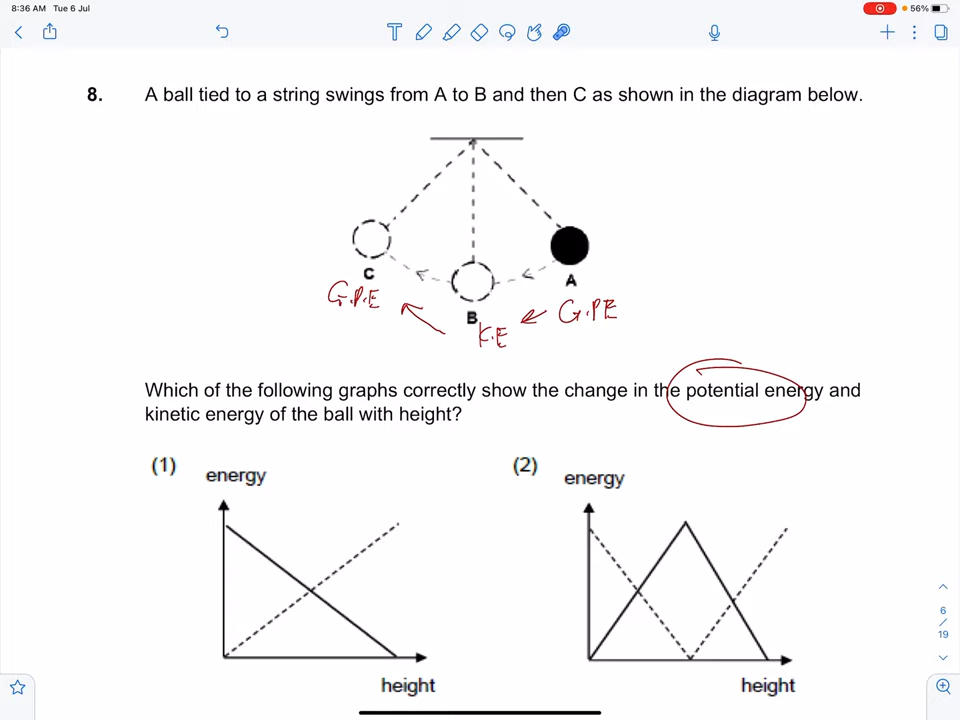 8:36 AM Tue 6 Jul
56%
8. A ball tied to a string swings from A to B and then C as shown in the diagram below.
C
A
B
G.P.E
K.E
G.PE
Which of the following graphs correctly show the change in the potential energy and
kinetic energy of the ball with height?
(1)
energy
height
(2)
energy
height
6
/
19